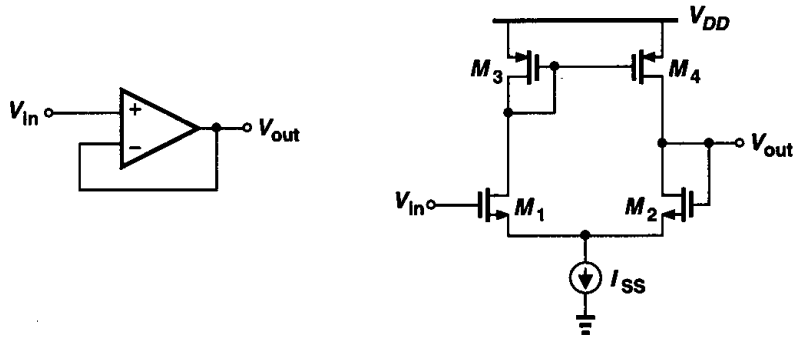 V_in
+
−
V_out
V_DD
M_3
M_4
V_out
V_in
M_1
M_2
I_SS